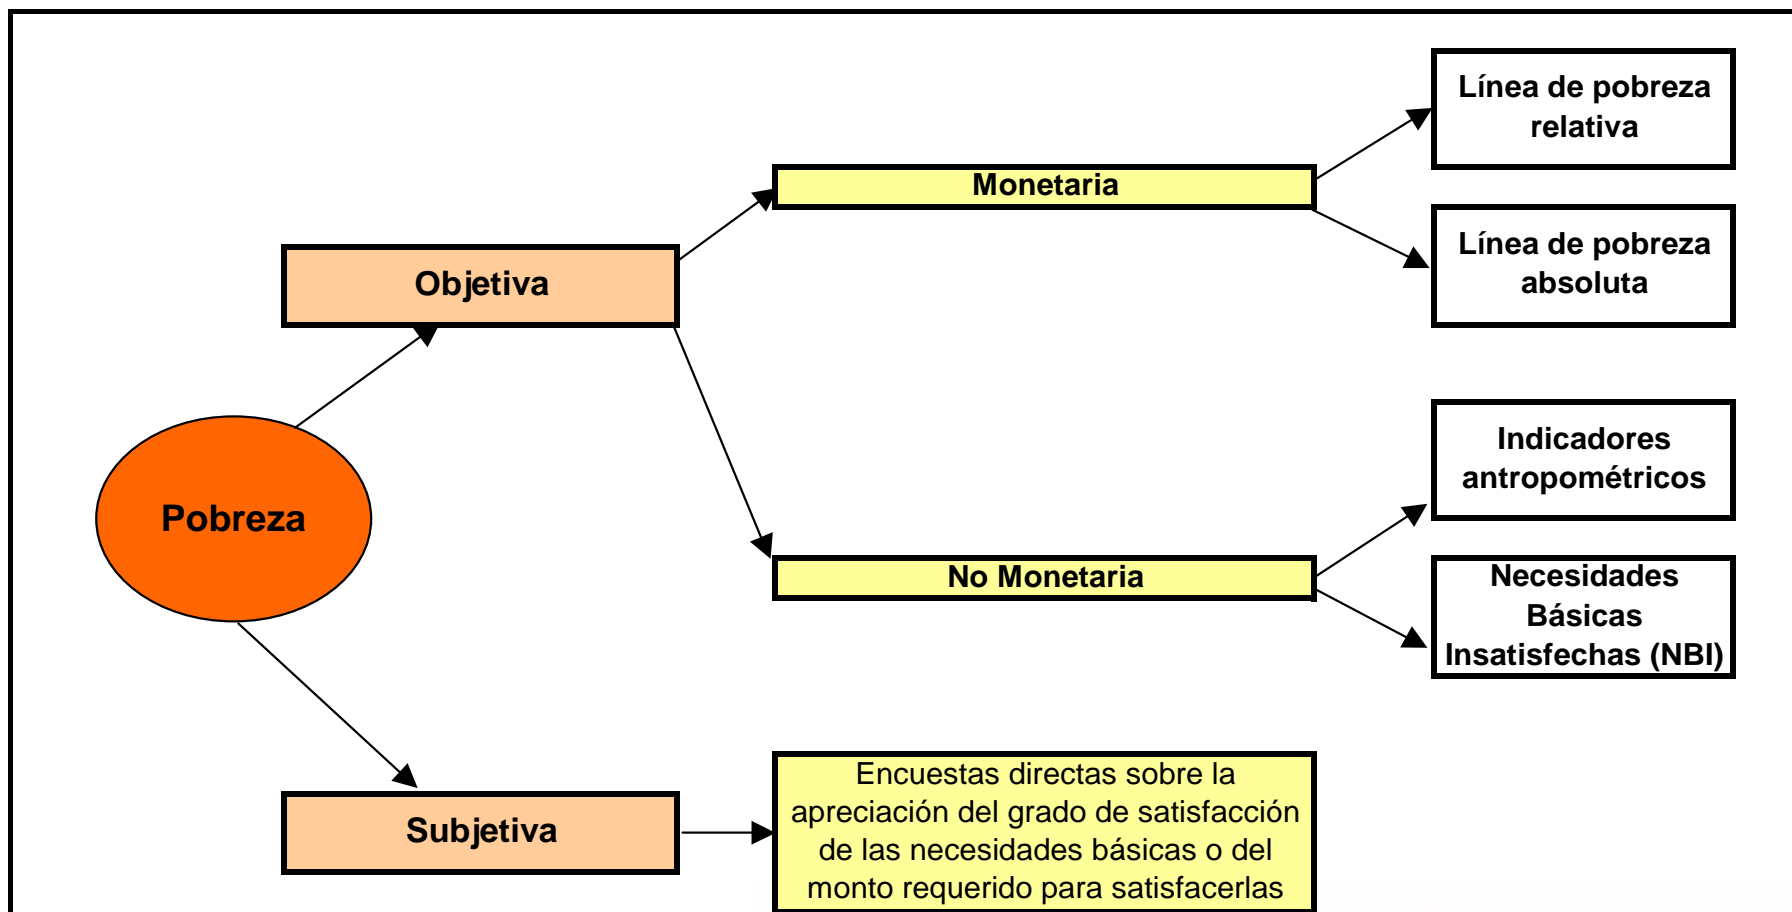 Línea de pobreza
relativa
Monetaria
Línea de pobreza
absoluta
Objetiva
Indicadores
antropométricos
Pobreza
No Monetaria
Necesidades
Básicas
Insatisfechas (NBI)
Subjetiva
Encuestas directas sobre la
apreciación del grado de satisfacción
de las necesidades básicas o del
monto requerido para satisfacerlas